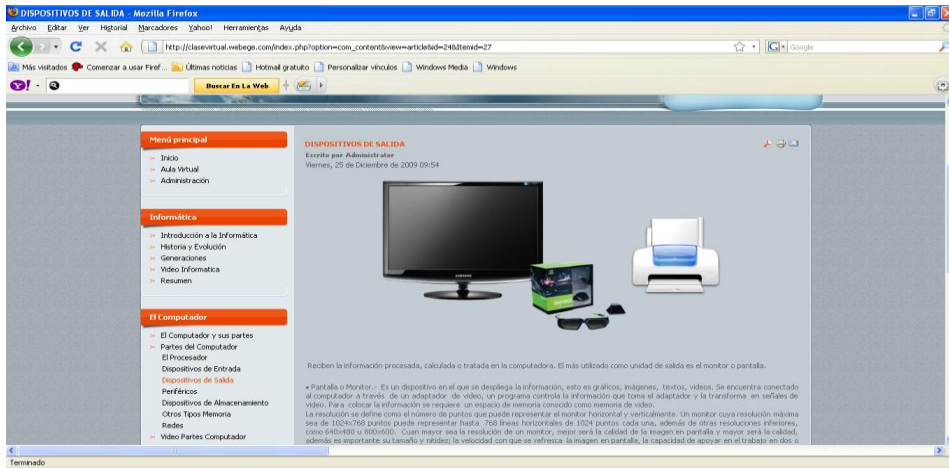 DISPOSITIVOS DE SALIDA - Mozilla Firefox
Archivo Editar Ver Historial Marcadores Yahoo! Herramientas Ayuda
http://clasevirtual.webege.com/index.php?option=com_content&view=article&id=24&Itemid=27
Google
Más visitados Comenzar a usar Firef... Últimas noticias Hotmail gratuito Personalizar vínculos Windows Media Windows
Buscar En La Web
Menú principal
Inicio
Aula Virtual
Administración
Informática
Introducción a la Informática
Historia y Evolución
Generaciones
Video Informatica
Resumen
El Computador
El Computador y sus partes
Partes del Computador
El Procesador
Dispositivos de Entrada
Dispositivos de Salida
Periféricos
Dispositivos de Almacenamiento
Otros Tipos Memoria
Redes
Video Partes Computador
DISPOSITIVOS DE SALIDA
Escrito por Administrator
Viernes, 25 de Diciembre de 2009 09:54
SAMSUNG
Reciben la información procesada, calculada o tratada en la computadora. El más utilizado como unidad de salida es el monitor o pantalla.
• Pantalla o Monitor.- Es un dispositivo en el que se despliega la información, esto es gráficos, imágenes, textos, videos. Se encuentra conectado
al computador a través de un adaptador de video, un programa controla la información que toma el adaptador y la transforma en señales de
video. Para colocar la información se requiere un espacio de memoria conocido como memoria de video.
La resolución se define como el número de puntos que puede representar el monitor horizontal y verticalmente. Un monitor cuya resolución máxima
sea de 1024x768 puntos puede representar hasta 768 líneas horizontales de 1024 puntos cada una, además de otras resoluciones inferiores,
como 640x480 u 800x600. Cuan mayor sea la resolución de un monitor, mejor será la calidad de la imagen en pantalla y mayor será la calidad,
además es importante su tamaño y nitidez; la velocidad con que se refresca la imagen en pantalla, la capacidad de apoyar en el trabajo en dos o
Terminado